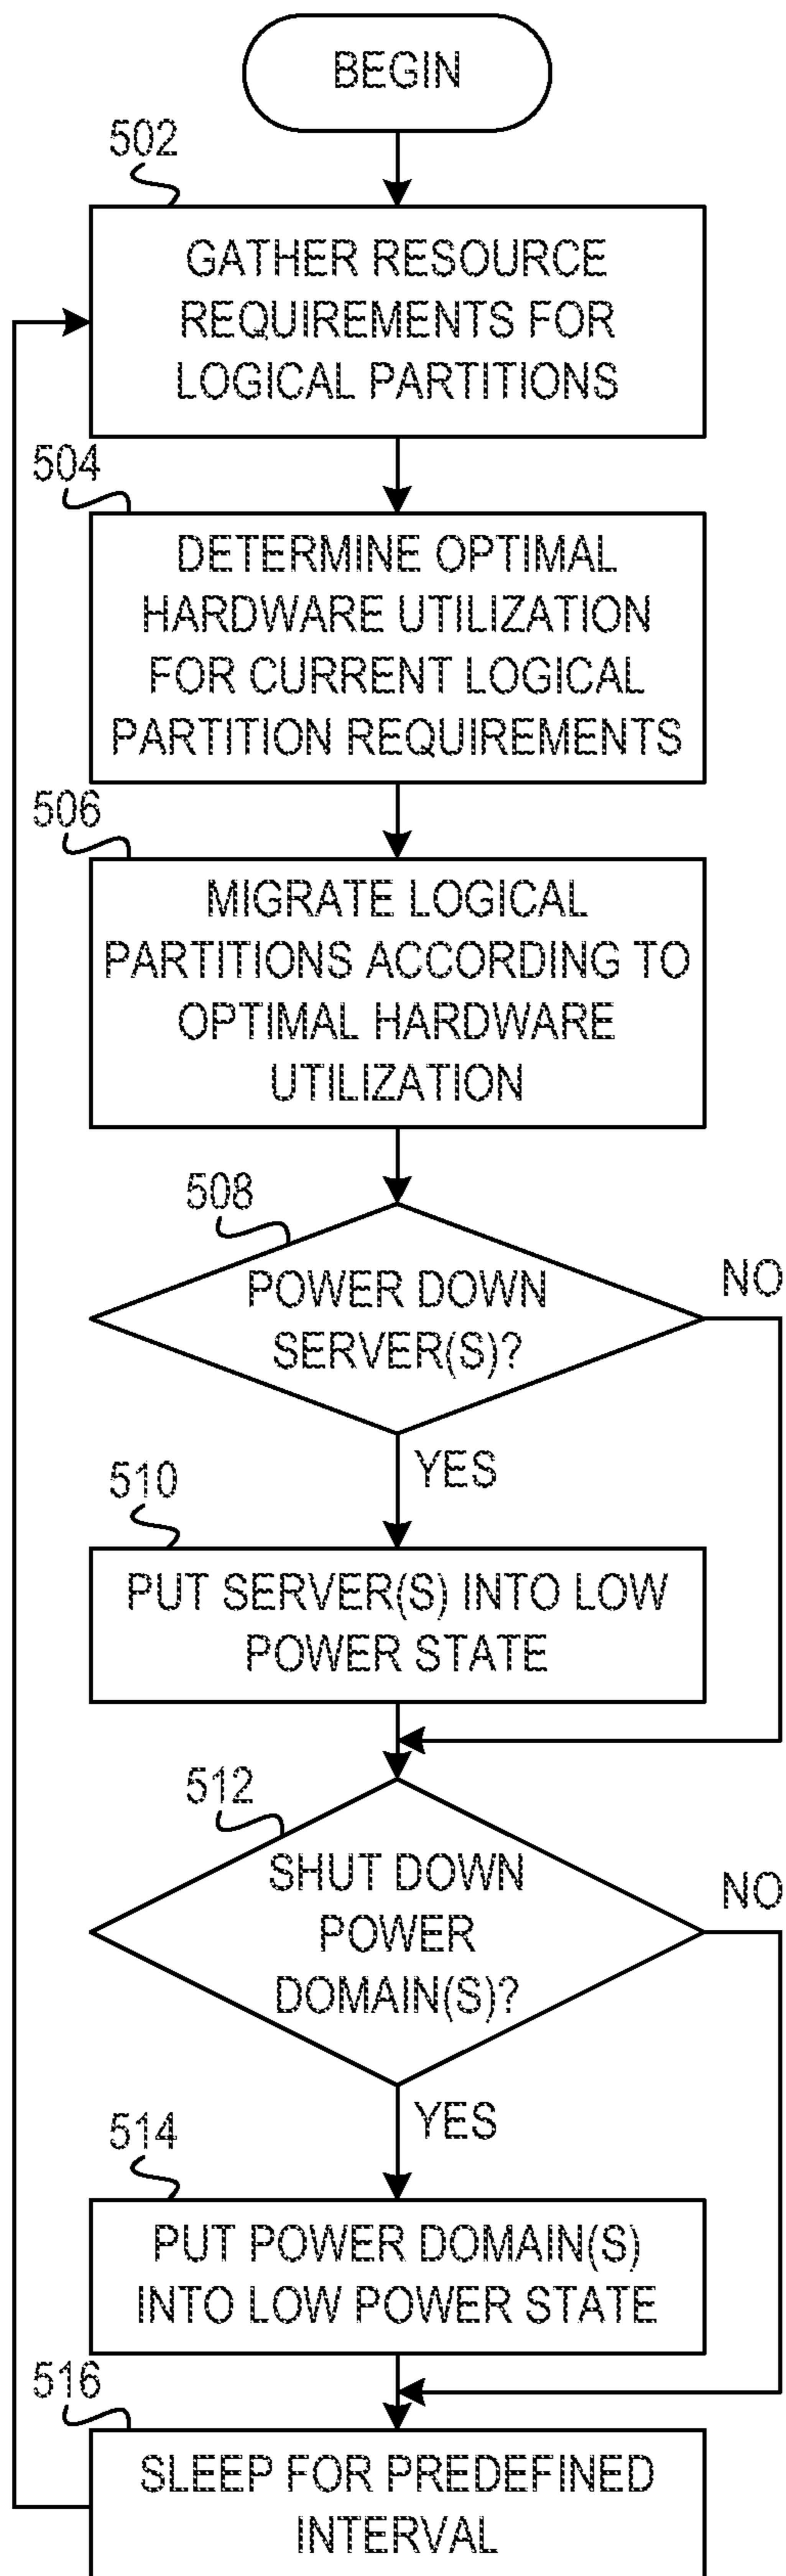 BEGIN
502
GATHER RESOURCE
REQUIREMENTS FOR
LOGICAL PARTITIONS
504
DETERMINE OPTIMAL
HARDWARE UTILIZATION
FOR CURRENT LOGICAL
PARTITION REQUIREMENTS
506
MIGRATE LOGICAL
PARTITIONS ACCORDING TO
OPTIMAL HARDWARE
UTILIZATION
508
POWER DOWN
SERVER(S)?
NO
YES
510
PUT SERVER(S) INTO LOW
POWER STATE
512
SHUT DOWN
POWER
DOMAIN(S)?
NO
YES
514
PUT POWER DOMAIN(S)
INTO LOW POWER STATE
516
SLEEP FOR PREDEFINED
INTERVAL